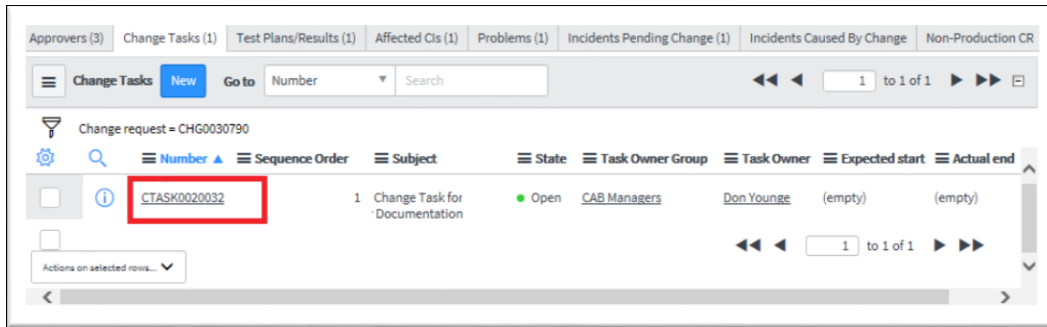 Approvers (3) Change Tasks (1) Test Plans/Results (1) Affected CIs (1) Problems (1) Incidents Pending Change (1) Incidents Caused By Change Non-Production CR
Change Tasks New Go to Number Search 1 to 1 of 1
Change request = CHG0030790
Number Sequence Order Subject State Task Owner Group Task Owner Expected start Actual end
CTASK0020032 1 Change Task for Open CAB Managers Don Younge (empty) (empty)
Documentation
1 to 1 of 1
Actions on selected rows...